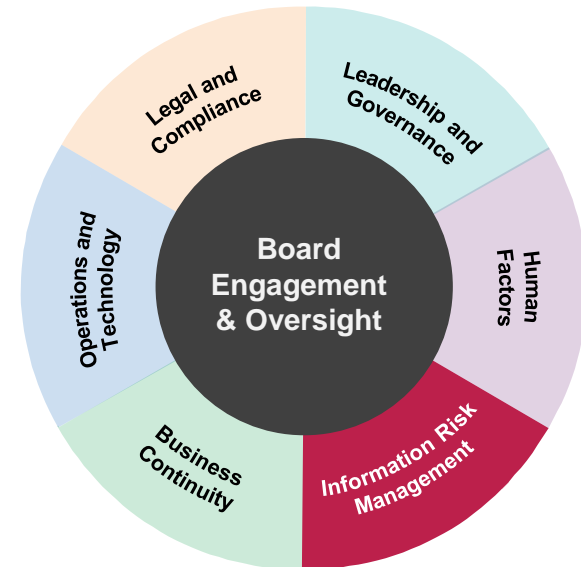 Legal and
Compliance
Leadership and
Governance
Human
Factors
Information Risk
Management
Business
Continuity
Operations and
Technology
Board
Engagement
& Oversight